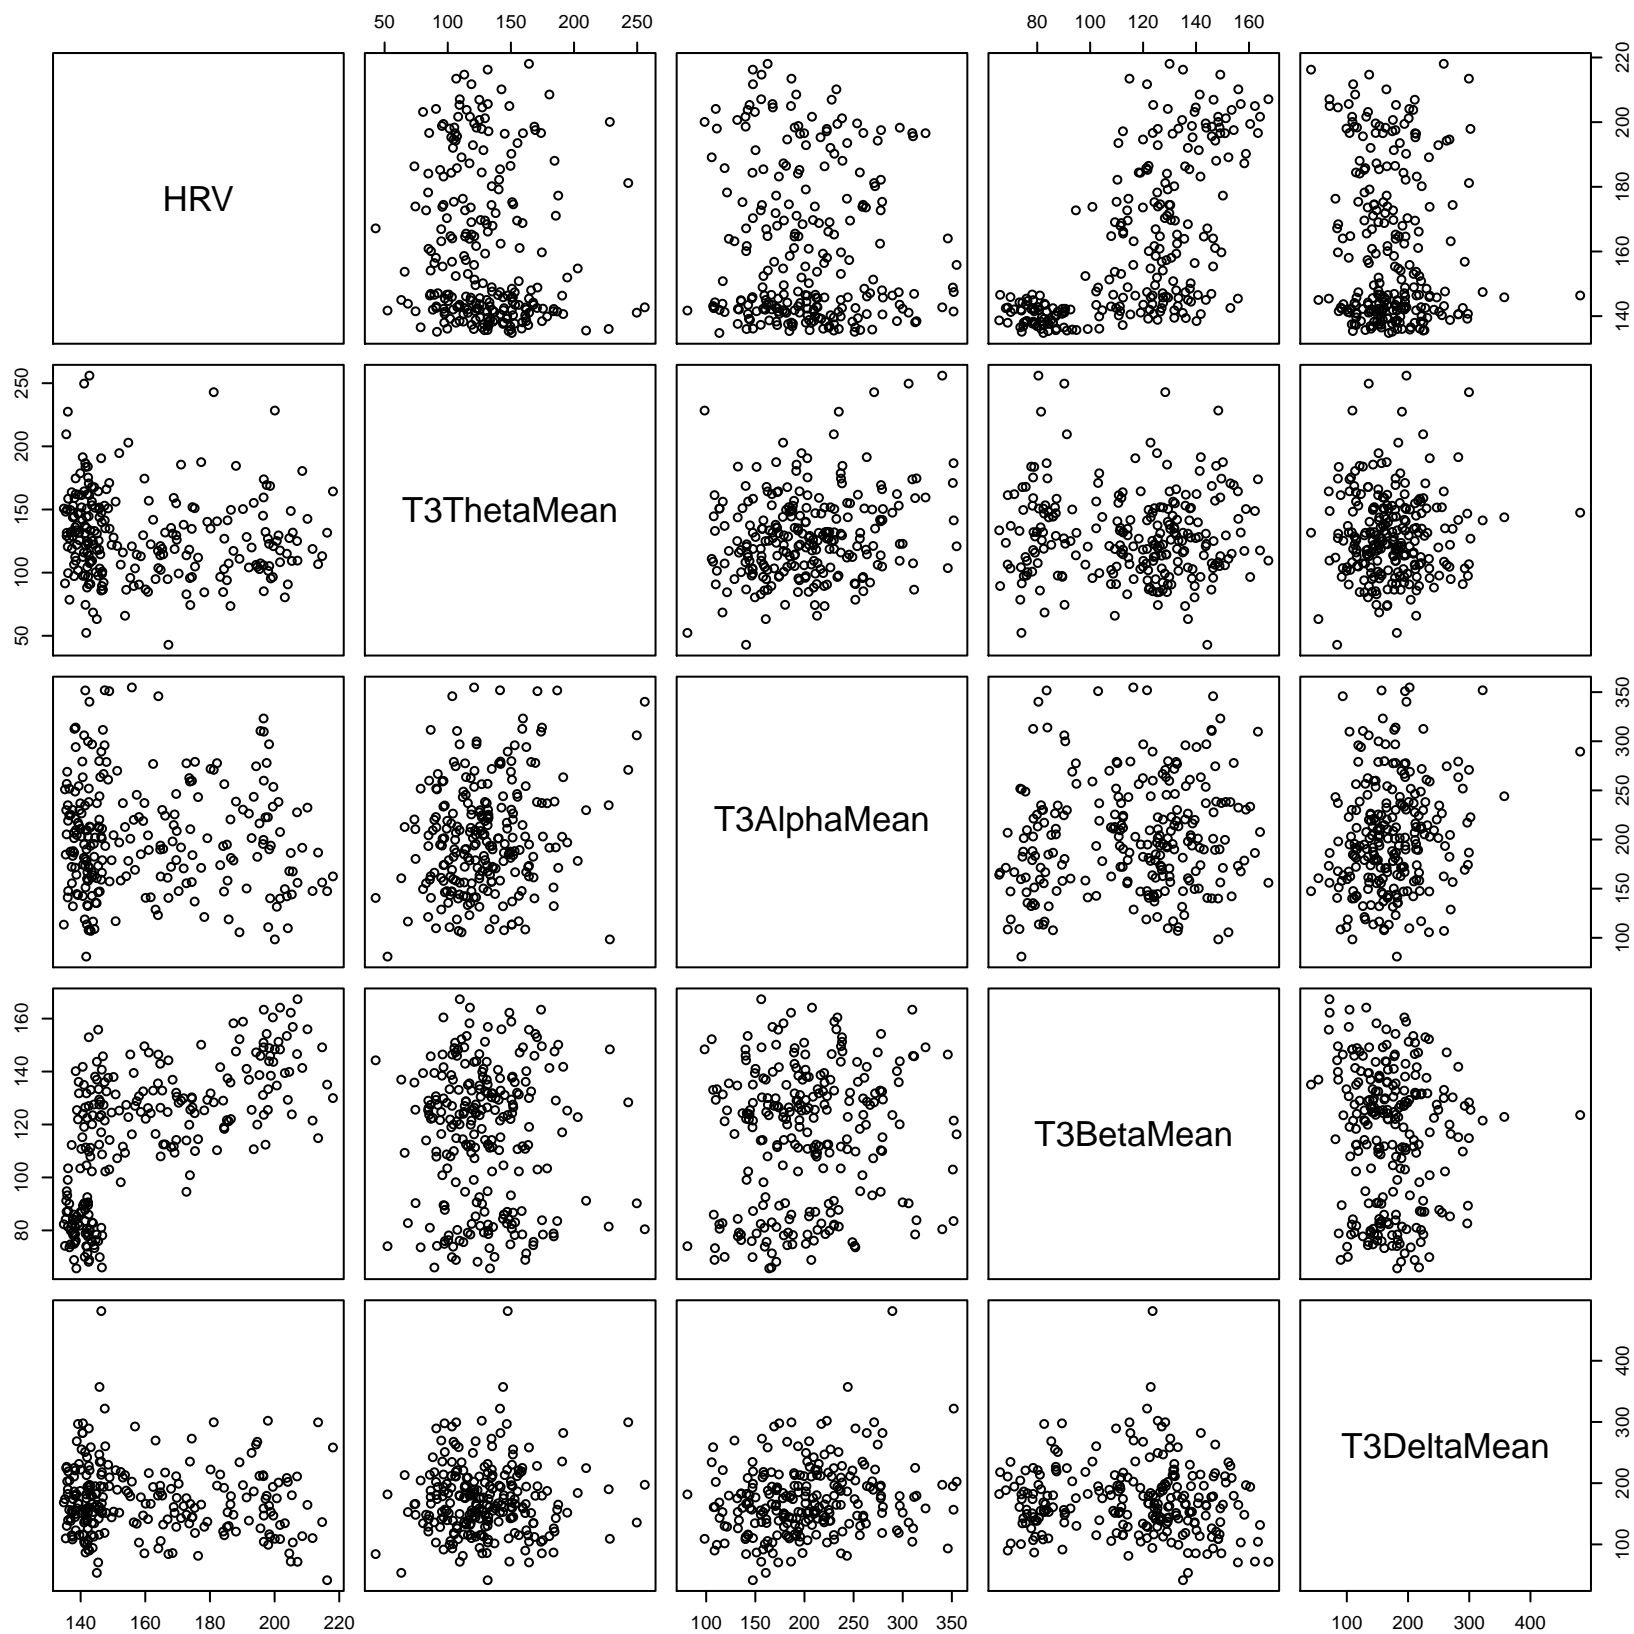 50 100 150 200 250 80 100 120 140 160
HRV
140 160 180 200 220
50 100 150 200 250
T3ThetaMean
T3AlphaMean
100 150 200 250 300 350
80 100 120 140 160
T3BetaMean
T3DeltaMean
100 200 300 400
140 160 180 200 220 100 150 200 250 300 350 100 200 300 400